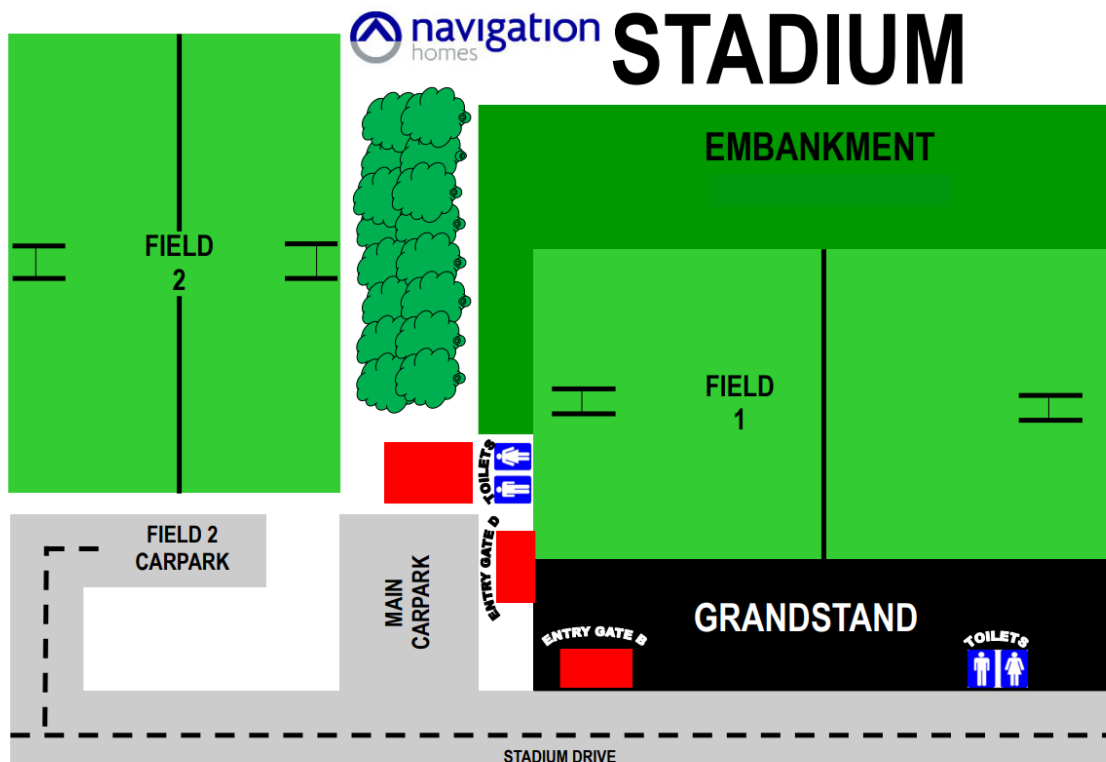 navigation
homes
STADIUM
EMBANKMENT
FIELD
2
FIELD
1
TOILETS
ENTRY GATE D
FIELD 2
CARPARK
MAIN
CARPARK
GRANDSTAND
ENTRY GATE B
TOILETS
STADIUM DRIVE